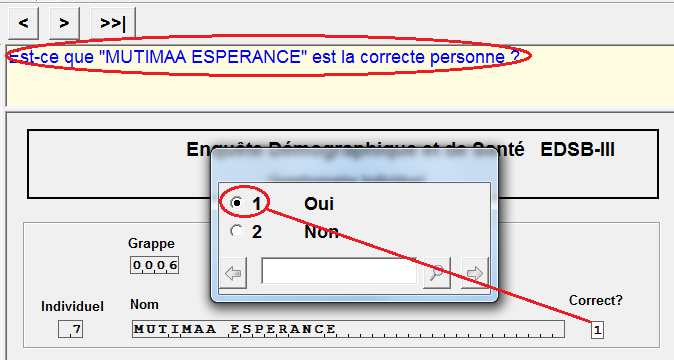 < > >>|
Est-ce que "MUTIMAA ESPERANCE" est la correcte personne ?
Enquête Démographique et de Santé EDSB-III
1 Oui
2 Non
Grappe
0006
Individuel Nom Correct?
7 MUTIMAA ESPERANCE 1